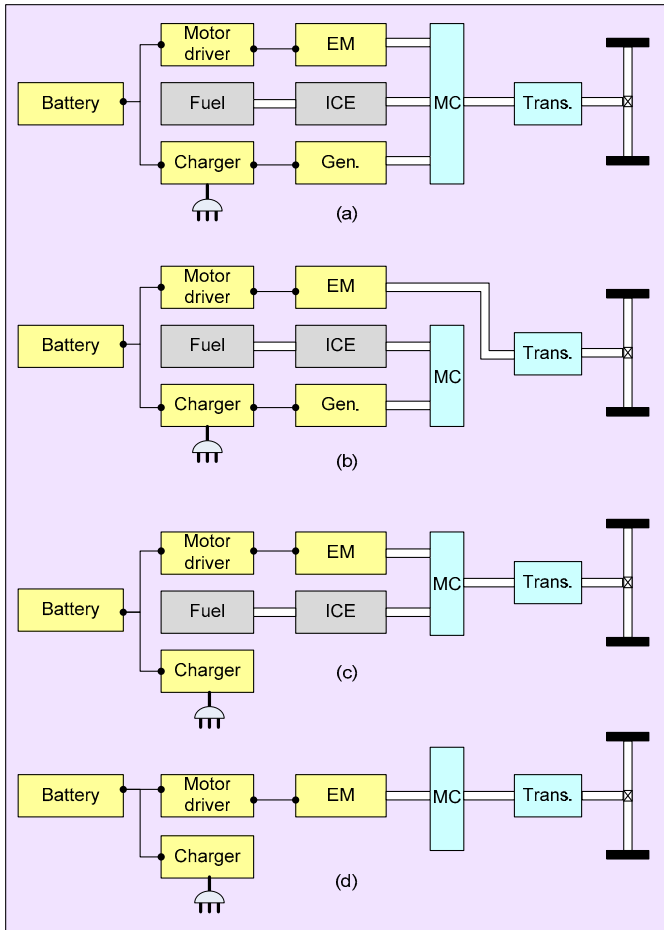 Motor
driver
EM
Battery
Fuel
ICE
MC
Trans.
Charger
Gen.
(a)
Motor
driver
EM
Battery
Fuel
ICE
Trans.
MC
Charger
Gen.
(b)
Motor
driver
EM
Battery
Fuel
ICE
MC
Trans.
Charger
(c)
Battery
Motor
driver
EM
MC
Trans.
Charger
(d)